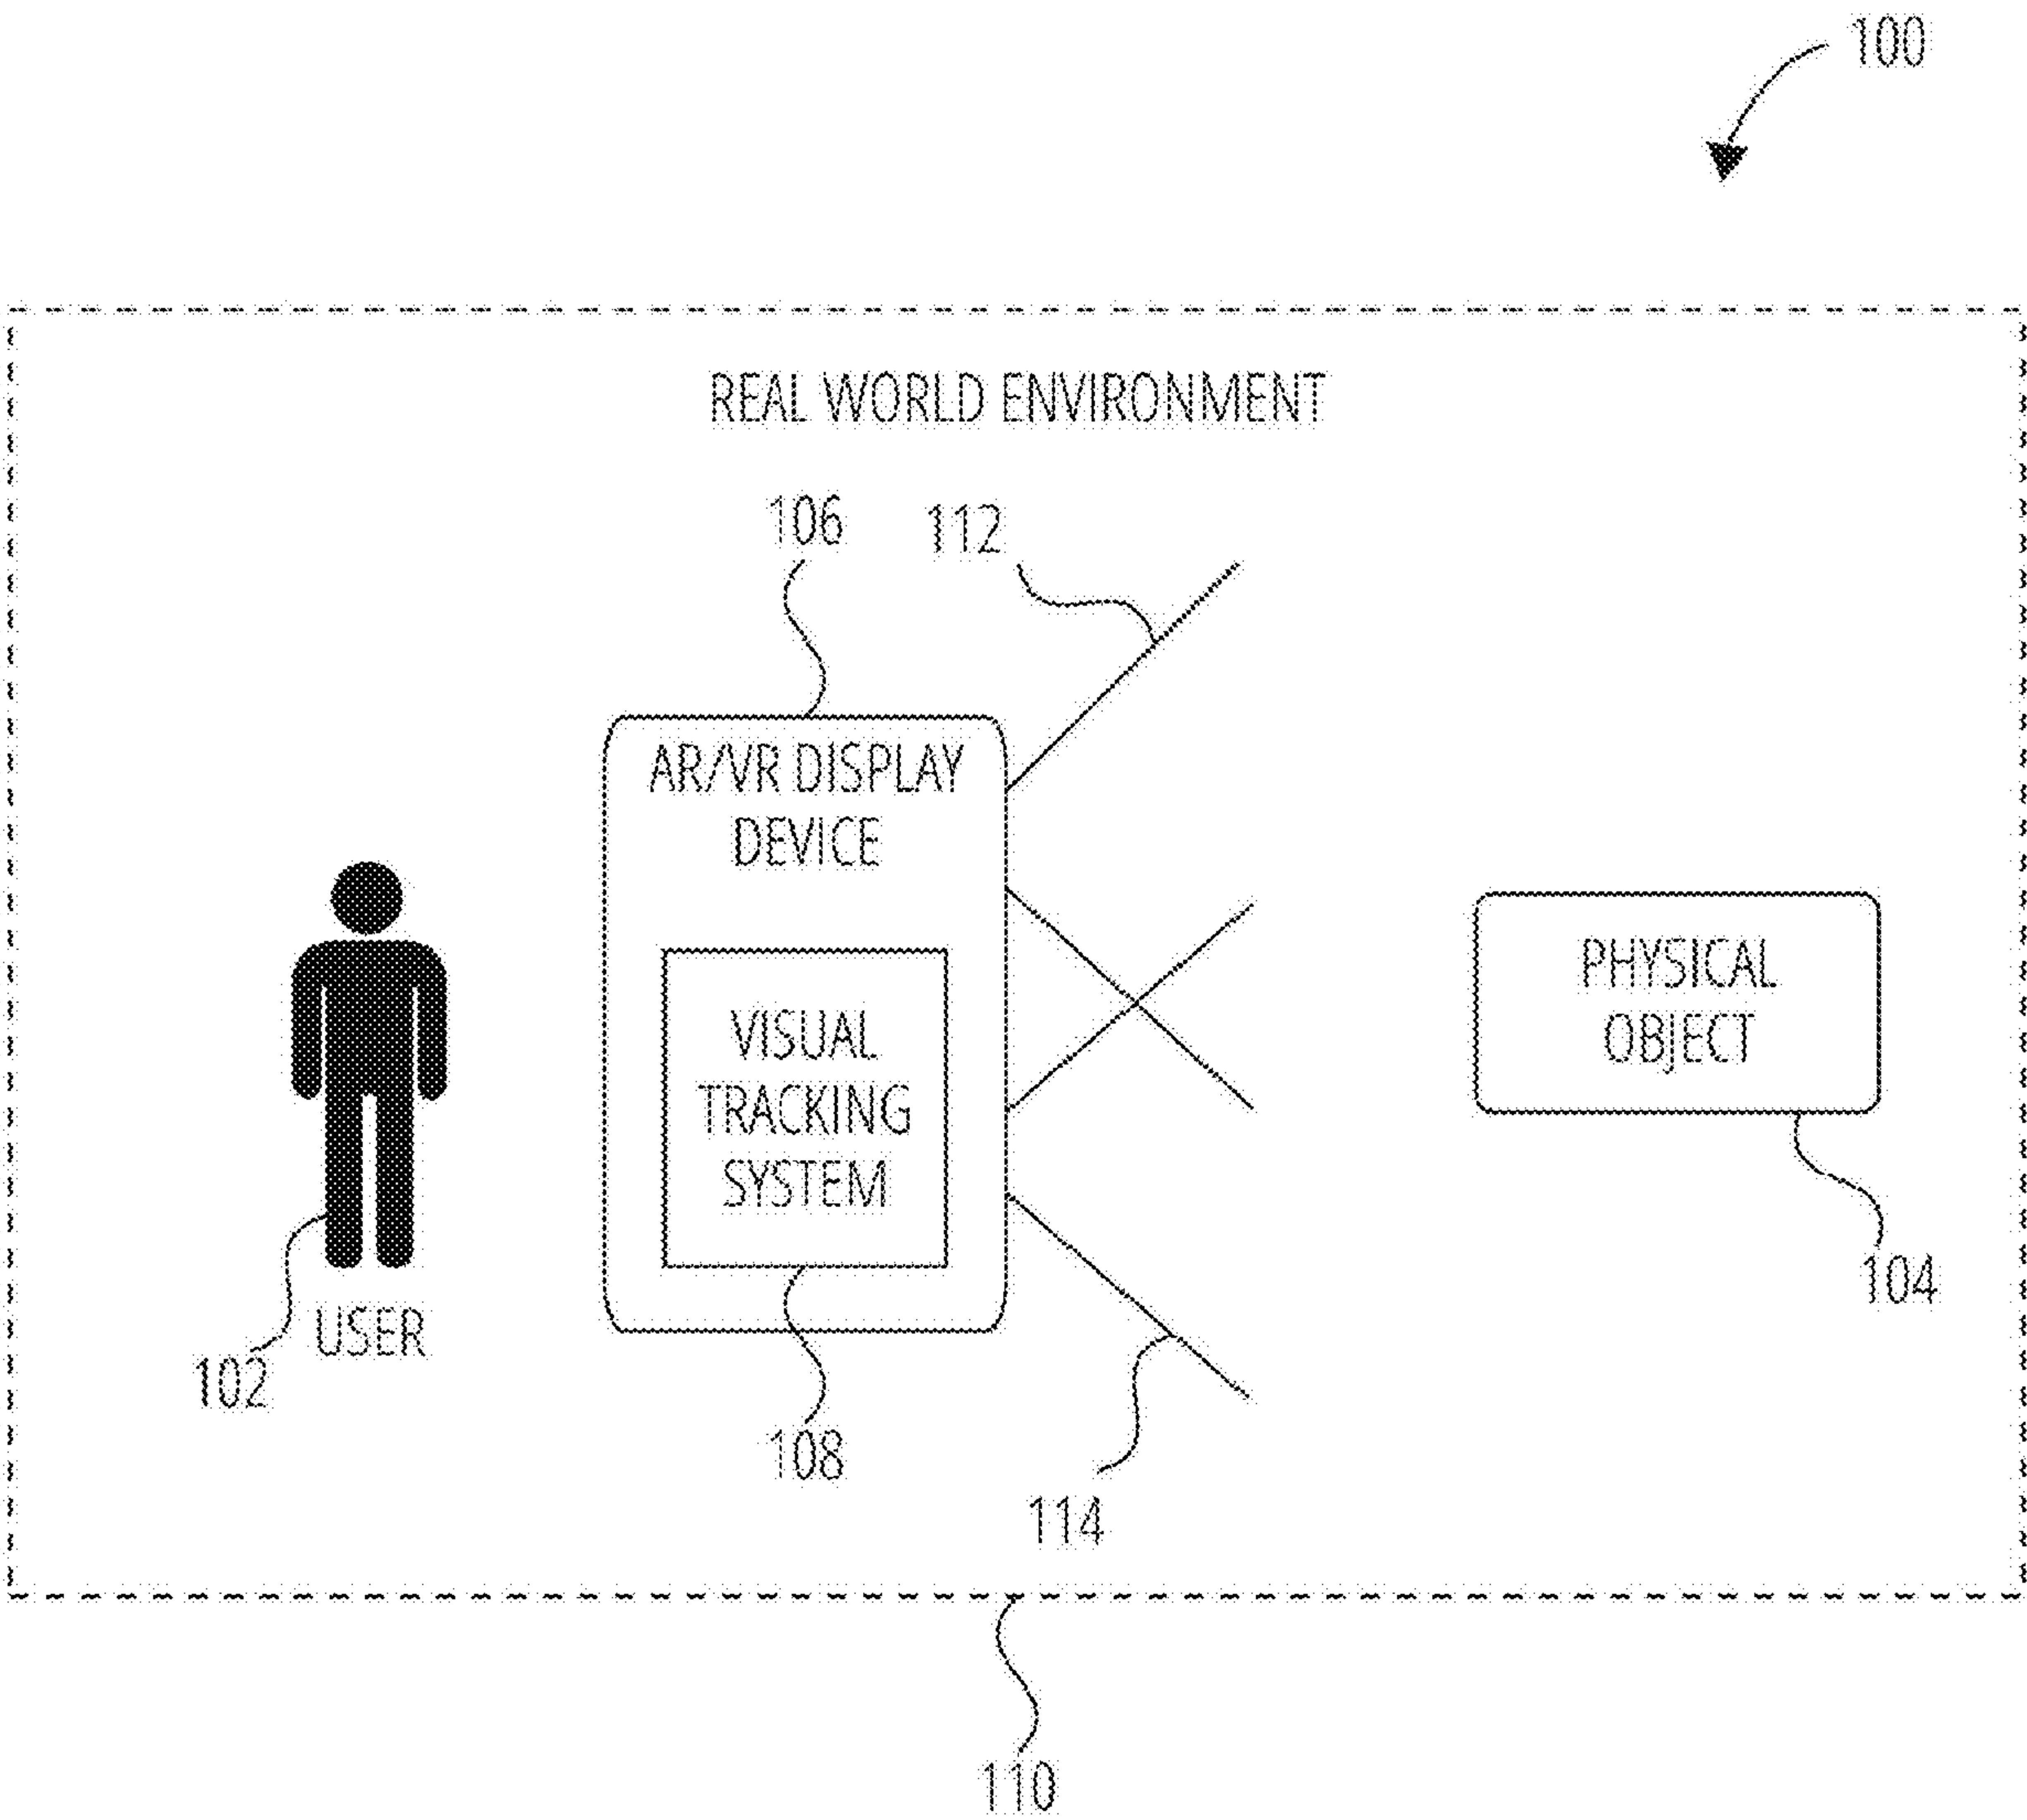 100
REAL WORLD ENVIRONMENT
106
112
AR/VR DISPLAY
DEVICE
VISUAL
TRACKING
SYSTEM
PHYSICAL
OBJECT
104
USER
102
108
114
110